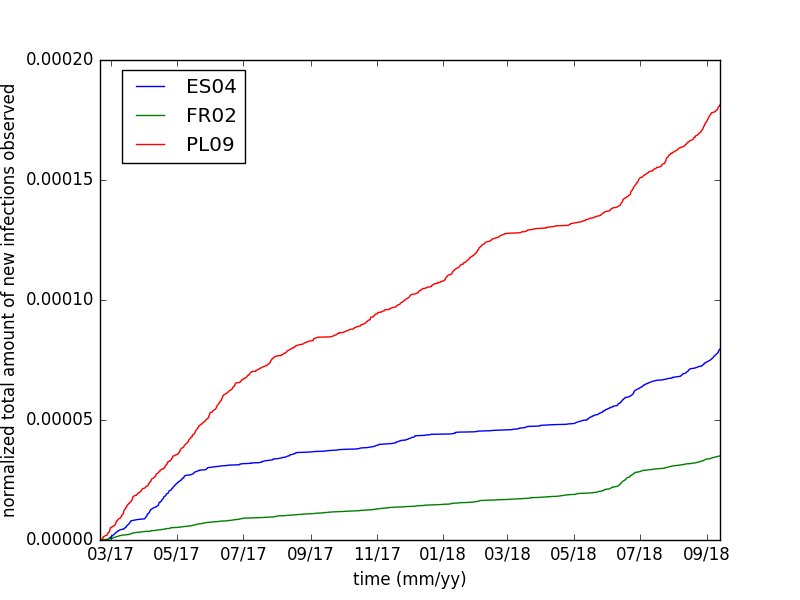 0.00020
0.00015
0.00010
0.00005
0.00000
normalized total amount of new infections observed
ES04
FR02
PL09
03/17 05/17 07/17 09/17 11/17 01/18 03/18 05/18 07/18 09/18
time (mm/yy)